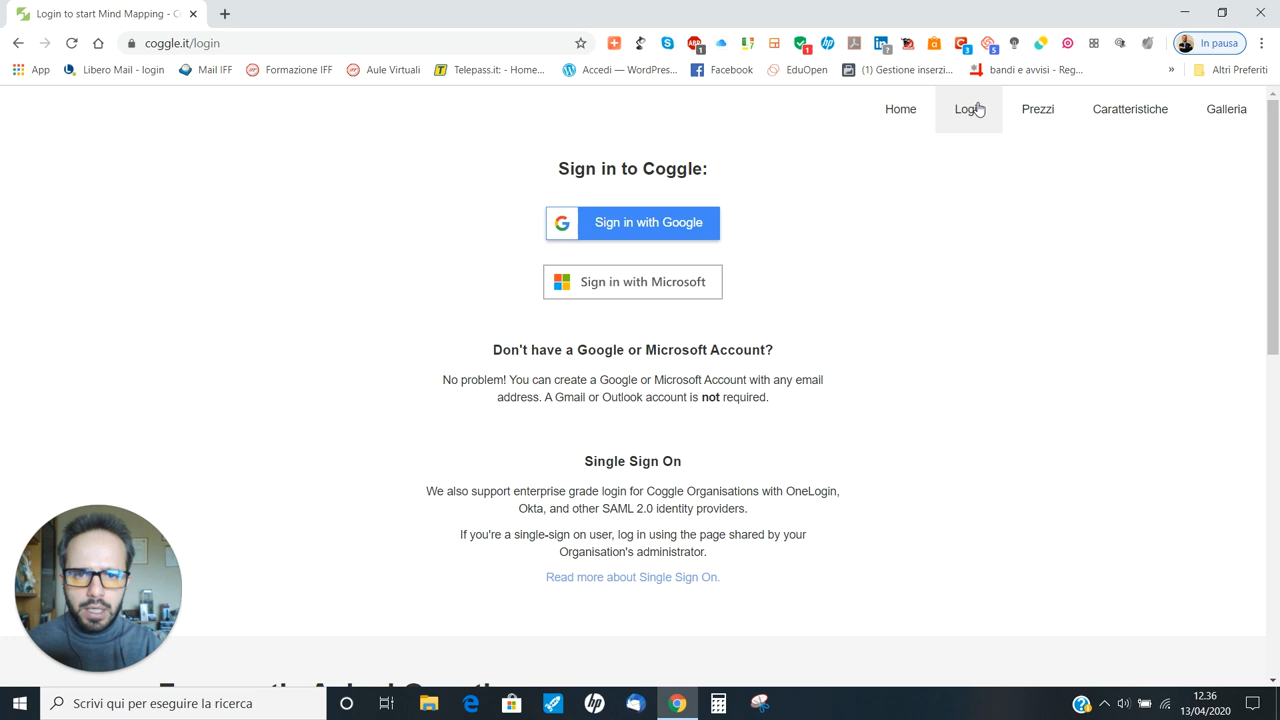 Login to start Mind Mapping - C
coggle.it/login
In pausa
App
Libero Mail - login
Mail IFF
Formazione IFF
Aule Virtuali
Telepass.it: - Home...
Accedi — WordPres...
Facebook
EduOpen
(1) Gestione inserzi...
bandi e avvisi - Reg...
»
Altri Preferiti
Home
Login
Prezzi
Caratteristiche
Galleria
Sign in to Coggle:
Sign in with Google
Sign in with Microsoft
Don't have a Google or Microsoft Account?
No problem! You can create a Google or Microsoft Account with any email
address. A Gmail or Outlook account is not required.
Single Sign On
We also support enterprise grade login for Coggle Organisations with OneLogin,
Okta, and other SAML 2.0 identity providers.
If you're a single-sign on user, log in using the page shared by your
Organisation's administrator.
Read more about Single Sign On.
Scrivi qui per eseguire la ricerca
12.36
13/04/2020